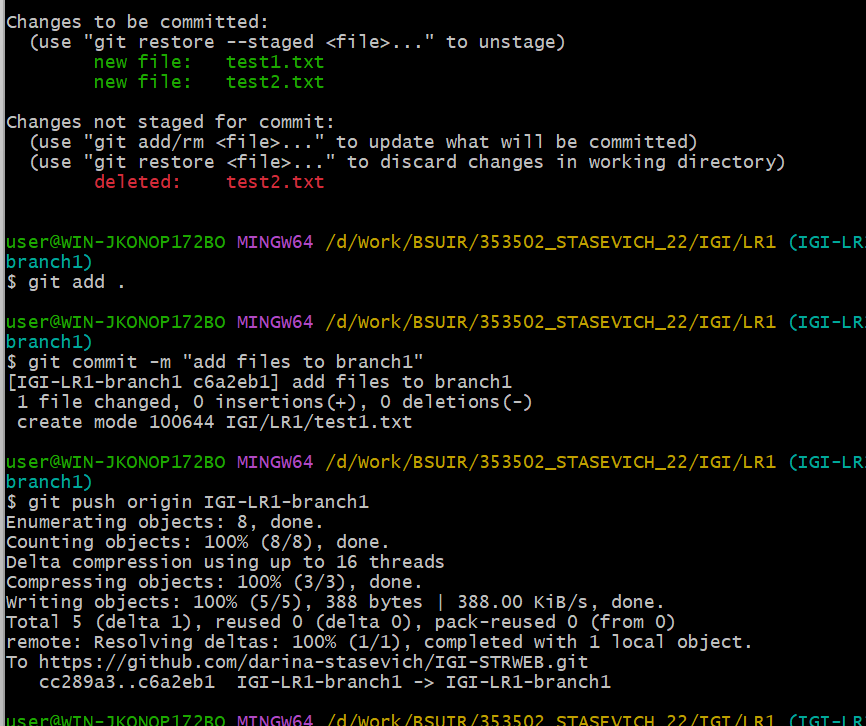 Changes to be committed:
  (use "git restore --staged <file>..." to unstage)
        new file:   test1.txt
        new file:   test2.txt

Changes not staged for commit:
  (use "git add/rm <file>..." to update what will be committed)
  (use "git restore <file>..." to discard changes in working directory)
        deleted:    test2.txt

user@WIN-JKONOP172BO MINGW64 /d/Work/BSUIR/353502_STASEVICH_22/IGI/LR1 (IGI-LR
branch1)
$ git add .

user@WIN-JKONOP172BO MINGW64 /d/Work/BSUIR/353502_STASEVICH_22/IGI/LR1 (IGI-LR
branch1)
$ git commit -m "add files to branch1"
[IGI-LR1-branch1 c6a2eb1] add files to branch1
 1 file changed, 0 insertions(+), 0 deletions(-)
 create mode 100644 IGI/LR1/test1.txt

user@WIN-JKONOP172BO MINGW64 /d/Work/BSUIR/353502_STASEVICH_22/IGI/LR1 (IGI-LR
branch1)
$ git push origin IGI-LR1-branch1
Enumerating objects: 8, done.
Counting objects: 100% (8/8), done.
Delta compression using up to 16 threads
Compressing objects: 100% (3/3), done.
Writing objects: 100% (5/5), 388 bytes | 388.00 KiB/s, done.
Total 5 (delta 1), reused 0 (delta 0), pack-reused 0 (from 0)
remote: Resolving deltas: 100% (1/1), completed with 1 local object.
To https://github.com/darina-stasevich/IGI-STRWEB.git
   cc289a3..c6a2eb1  IGI-LR1-branch1 -> IGI-LR1-branch1

user@WIN-JKONOP172BO MINGW64 /d/Work/BSUIR/353502_STASEVICH_22/IGI/LR1 (IGI-LR